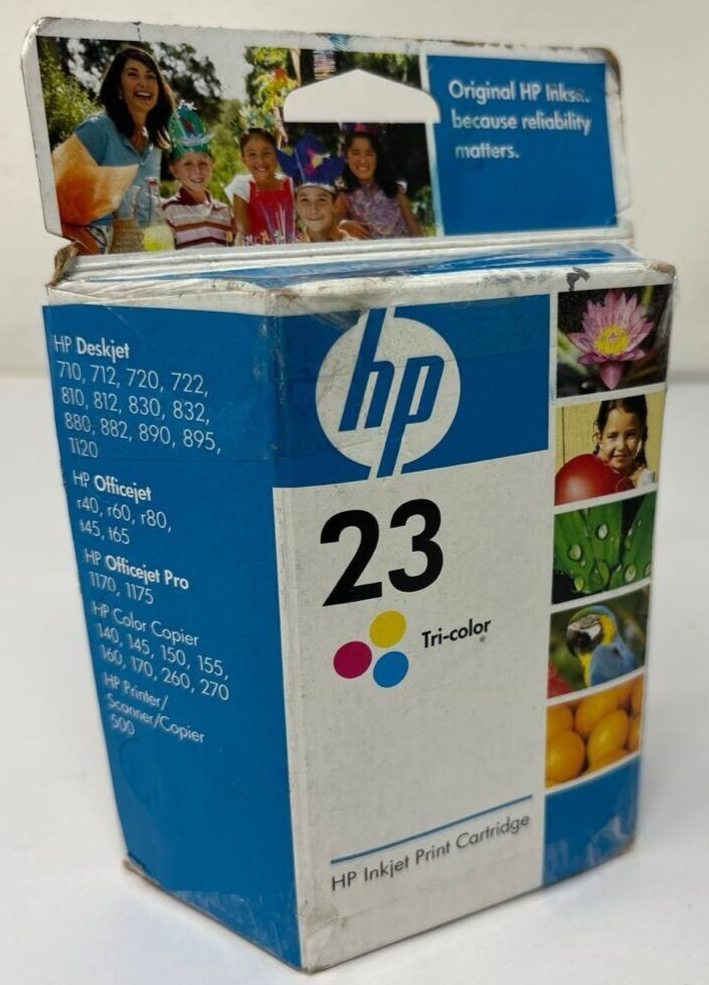 Original HP Inks...
because reliability
matters.
HP Deskjet
710, 712, 720, 722,
810, 812, 830, 832,
880, 882, 890, 895,
1120
HP Officejet
r40, r60, r80,
t45, t65
HP Officejet Pro
1170, 1175
HP Color Copier
140, 145, 150, 155,
160, 170, 260, 270
HP Printer/
Scanner/Copier
500
hp
23
Tri-color
HP Inkjet Print Cartridge